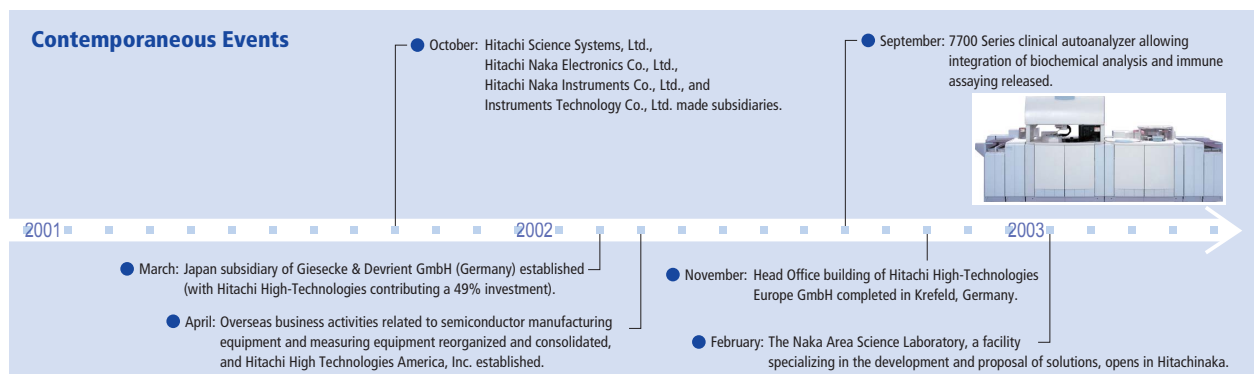 Contemporaneous Events
October: Hitachi Science Systems, Ltd.,
Hitachi Naka Electronics Co., Ltd.,
Hitachi Naka Instruments Co., Ltd., and
Instruments Technology Co., Ltd. made subsidiaries.
September: 7700 Series clinical autoanalyzer allowing
integration of biochemical analysis and immune
assaying released.
2001
2002
2003
March: Japan subsidiary of Giesecke & Devrient GmbH (Germany) established
(with Hitachi High-Technologies contributing a 49% investment).
April: Overseas business activities related to semiconductor manufacturing
equipment and measuring equipment reorganized and consolidated,
and Hitachi High Technologies America, Inc. established.
November: Head Office building of Hitachi High-Technologies
Europe GmbH completed in Krefeld, Germany.
February: The Naka Area Science Laboratory, a facility
specializing in the development and proposal of solutions, opens in Hitachinaka.